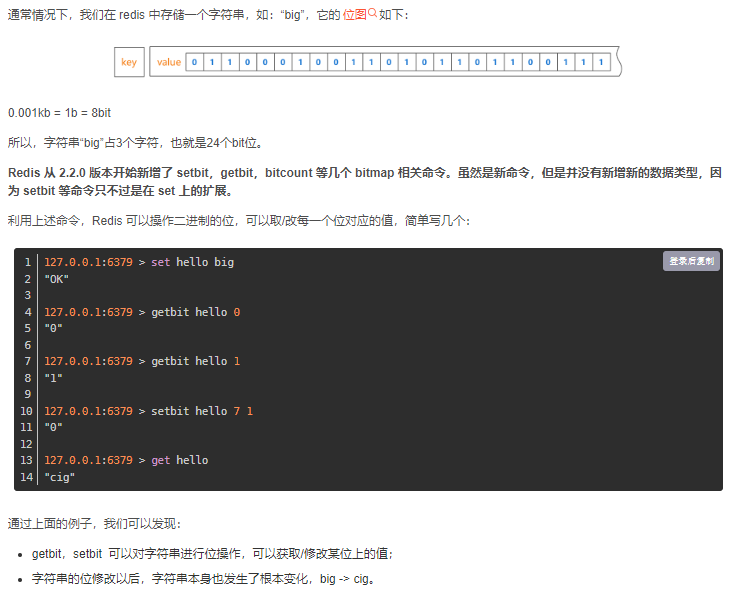 通常情况下，我们在 redis 中存储一个字符串，如：“big”，它的 位图 如下：
key value 0 1 1 0 0 0 1 0 0 1 1 0 1 0 1 1 0 1 1 0 0 1 1 1
0.001kb = 1b = 8bit
所以，字符串“big”占3个字符，也就是24个bit位。
Redis 从 2.2.0 版本开始新增了 setbit，getbit，bitcount 等几个 bitmap 相关命令。虽然是新命令，但是并没有新增新的数据类型，因
为 setbit 等命令只不过是在 set 上的扩展。
利用上述命令，Redis 可以操作二进制的位，可以取/改每一个位对应的值，简单写几个：
登录后复制
1 127.0.0.1:6379 > set hello big
2 "OK"
3
4 127.0.0.1:6379 > getbit hello 0
5 "0"
6
7 127.0.0.1:6379 > getbit hello 1
8 "1"
9
10 127.0.0.1:6379 > setbit hello 7 1
11 "0"
12
13 127.0.0.1:6379 > get hello
14 "cig"
通过上面的例子，我们可以发现：
• getbit，setbit 可以对字符串进行位操作，可以获取/修改某位上的值；
• 字符串的位修改以后，字符串本身也发生了根本变化，big -> cig。